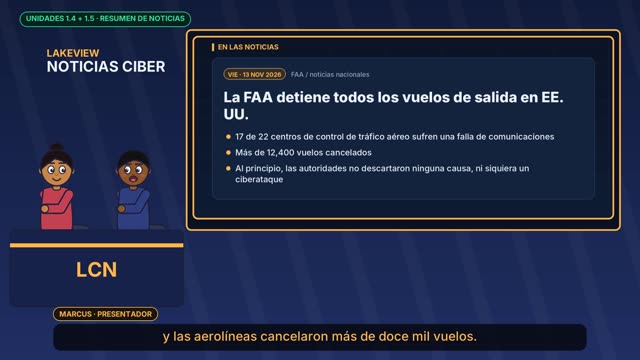 UNIDADES 1.4 + 1.5 · RESUMEN DE NOTICIAS
LAKEVIEW
NOTICIAS CIBER
EN LAS NOTICIAS
VIE · 13 NOV 2026 FAA / noticias nacionales
La FAA detiene todos los vuelos de salida en EE.
UU.
17 de 22 centros de control de tráfico aéreo sufren una falla de comunicaciones
Más de 12,400 vuelos cancelados
Al principio, las autoridades no descartaron ninguna causa, ni siquiera un
ciberataque
LCN
MARCUS · PRESENTADOR
y las aerolíneas cancelaron más de doce mil vuelos.